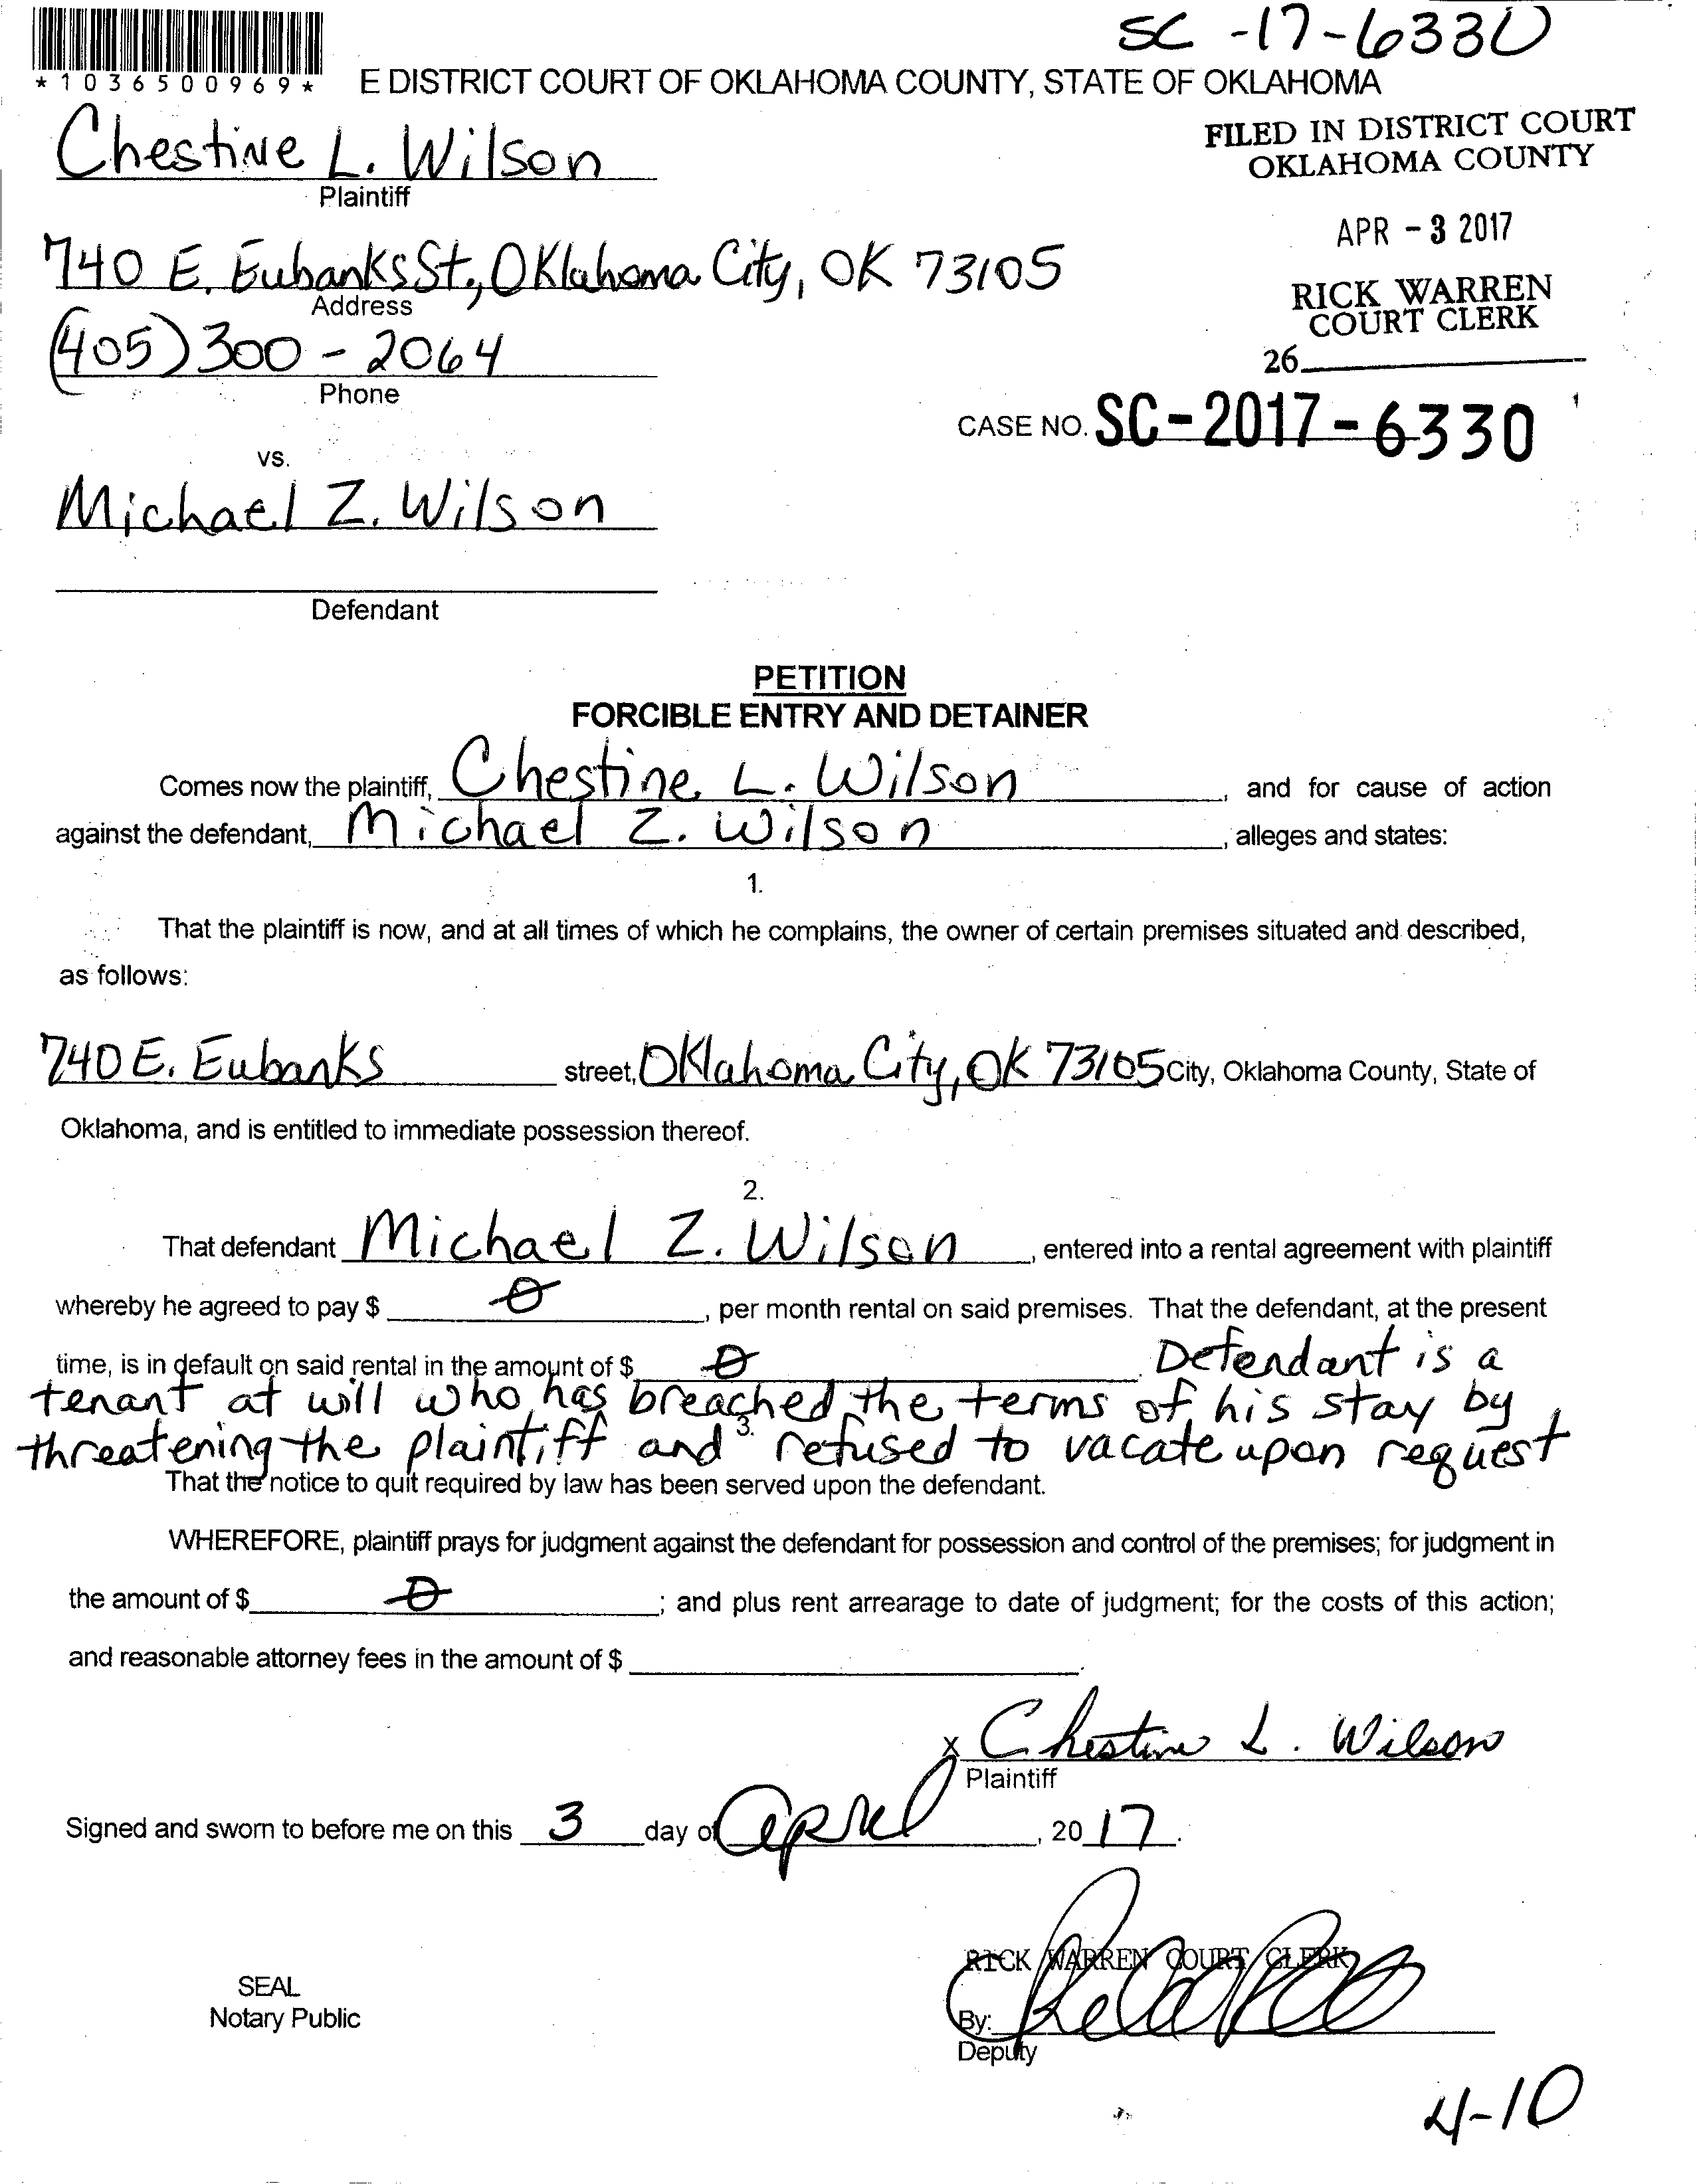 SC -17-6330
*1036500969*
E DISTRICT COURT OF OKLAHOMA COUNTY, STATE OF OKLAHOMA
Chestine L. Wilson
Plaintiff
FILED IN DISTRICT COURT
OKLAHOMA COUNTY
APR - 3 2017
RICK WARREN
COURT CLERK
26
740 E. Eubanks St., Oklahoma City, OK 73105
Address
(405) 300 - 2064
Phone
CASE NO. SC-2017-6330
vs.
Michael Z. Wilson
Defendant
PETITION
FORCIBLE ENTRY AND DETAINER
Comes now the plaintiff, Chestine L. Wilson, and for cause of action
against the defendant, Michael Z. Wilson, alleges and states:
1.
That the plaintiff is now, and at all times of which he complains, the owner of certain premises situated and described,
as follows:
740 E. Eubanks street, Oklahoma City, OK 73105 City, Oklahoma County, State of
Oklahoma, and is entitled to immediate possession thereof.
2.
That defendant Michael Z. Wilson, entered into a rental agreement with plaintiff
whereby he agreed to pay $ 0, per month rental on said premises. That the defendant, at the present
time, is in default on said rental in the amount of $ 0. Defendant is a
tenant at will who has breached the terms of his stay by
3.
threatening the plaintiff and refused to vacate upon request
That the notice to quit required by law has been served upon the defendant.
WHEREFORE, plaintiff prays for judgment against the defendant for possession and control of the premises; for judgment in
the amount of $ 0; and plus rent arrearage to date of judgment; for the costs of this action;
and reasonable attorney fees in the amount of $
x Chestine L. Wilson
Plaintiff
Signed and sworn to before me on this 3 day of April, 2017.
RICK WARREN COURT CLERK
SEAL
Notary Public
By:
Deputy
4-10